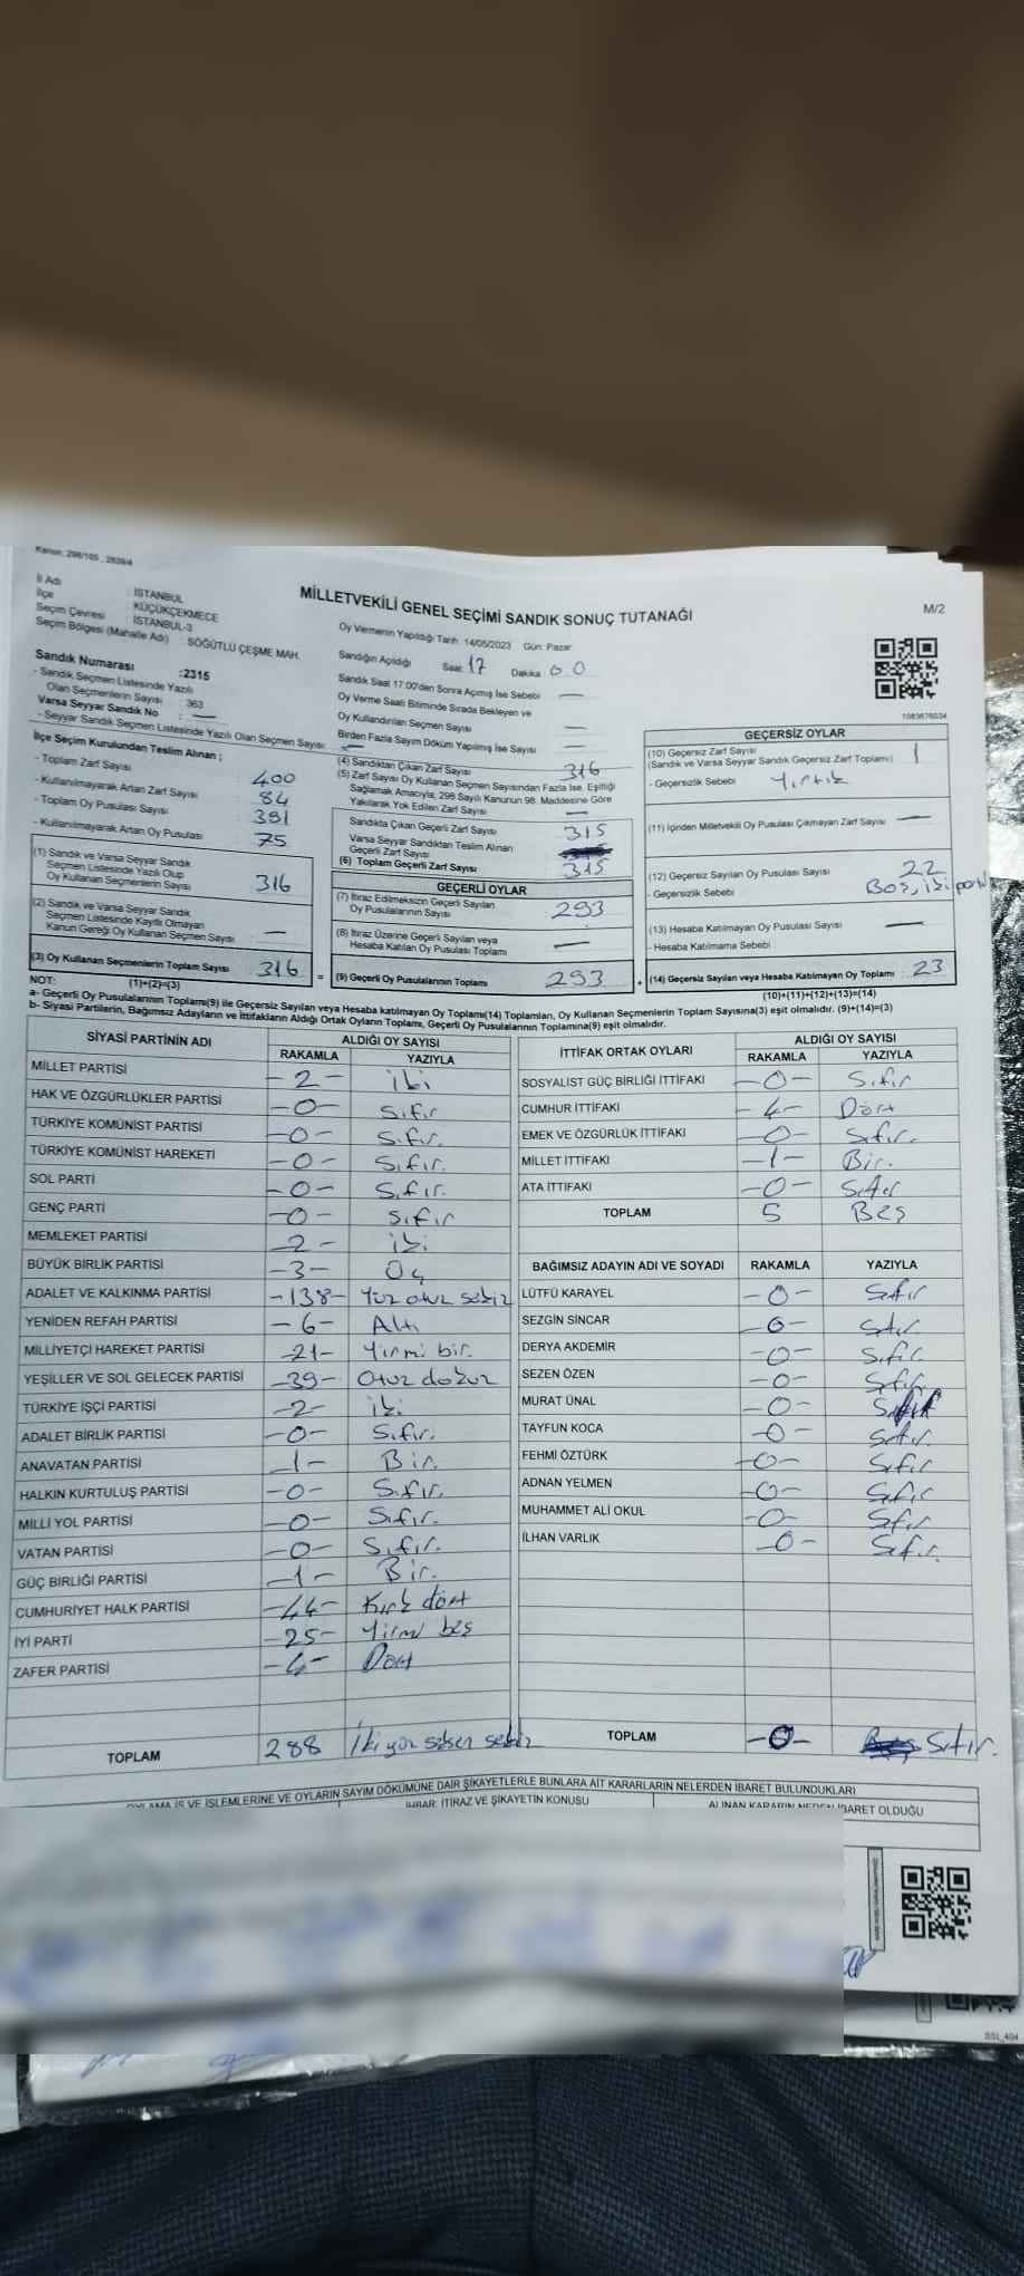 Kanun: 298/105 , 2839/4
MİLLETVEKİLİ GENEL SEÇİMİ SANDIK SONUÇ TUTANAĞI
M/2
İl Adı : İSTANBUL
İlçe : KÜÇÜKÇEKMECE
Seçim Çevresi : İSTANBUL-3
Seçim Bölgesi (Mahalle Adı) : SÖĞÜTLÜ ÇEŞME MAH.
Sandık Numarası :2315
- Sandık Seçmen Listesinde Yazılı
Olan Seçmenlerin Sayısı : 363
Varsa Seyyar Sandık No : —
- Seyyar Sandık Seçmen Listesinde Yazılı Olan Seçmen Sayısı: —
İlçe Seçim Kurulundan Teslim Alınan ;
- Toplam Zarf Sayısı 400
- Kullanılmayarak Artan Zarf Sayısı 84
- Toplam Oy Pusulası Sayısı 391
- Kullanılmayarak Artan Oy Pusulası 75
(1) Sandık ve Varsa Seyyar Sandık
Seçmen Listesinde Yazılı Olup
Oy Kullanan Seçmenlerin Sayısı 316
(2) Sandık ve Varsa Seyyar Sandık
Seçmen Listesinde Kayıtlı Olmayan
Kanun Gereği Oy Kullanan Seçmen Sayısı —
(3) Oy Kullanan Seçmenlerin Toplam Sayısı 316
(1)+(2)=(3)
Oy Vermenin Yapıldığı Tarih: 14/05/2023 Gün: Pazar
Sandığın Açıldığı Saat: 17 Dakika: 00
Sandık Saat 17:00'den Sonra Açmış İse Sebebi —
Oy Verme Saati Bitiminde Sırada Bekleyen ve
Oy Kullandırılan Seçmen Sayısı —
Birden Fazla Sayım Döküm Yapılmış İse Sayısı —
(4) Sandıktan Çıkan Zarf Sayısı 316
(5) Zarf Sayısı Oy Kullanan Seçmen Sayısından Fazla İse, Eşitliği
Sağlamak Amacıyla, 298 Sayılı Kanunun 98. Maddesine Göre
Yakılarak Yok Edilen Zarf Sayısı —
Sandıkta Çıkan Geçerli Zarf Sayısı 315
Varsa Seyyar Sandıktan Teslim Alınan
Geçerli Zarf Sayısı
(6) Toplam Geçerli Zarf Sayısı 315
GEÇERLİ OYLAR
(7) İtiraz Edilmeksizin Geçerli Sayılan
Oy Pusulalarının Sayısı 293
(8) İtiraz Üzerine Geçerli Sayılan veya
Hesaba Katılan Oy Pusulası Toplamı —
= (9) Geçerli Oy Pusulalarının Toplamı 293
1083676034
GEÇERSİZ OYLAR
(10) Geçersiz Zarf Sayısı 1
(Sandık ve Varsa Seyyar Sandık Geçersiz Zarf Toplamı)
- Geçersizlik Sebebi Yırtık
(11) İçinden Milletvekili Oy Pusulası Çıkmayan Zarf Sayısı —
(12) Geçersiz Sayılan Oy Pusulası Sayısı 22
- Geçersizlik Sebebi Boş, iki
(13) Hesaba Katılmayan Oy Pusulası Sayısı —
- Hesaba Katılmama Sebebi
+ (14) Geçersiz Sayılan veya Hesaba Katılmayan Oy Toplamı 23
(10)+(11)+(12)+(13)=(14)
NOT:
a- Geçerli Oy Pusulalarının Toplamı(9) ile Geçersiz Sayılan veya Hesaba katılmayan Oy Toplamı(14) Toplamları, Oy Kullanan Seçmenlerin Toplam Sayısına(3) eşit olmalıdır. (9)+(14)=(3)
b- Siyasi Partilerin, Bağımsız Adayların ve İttifakların Aldığı Ortak Oyların Toplamı, Geçerli Oy Pusulalarının Toplamına(9) eşit olmalıdır.
SİYASİ PARTİNİN ADI ALDIĞI OY SAYISI
RAKAMLA YAZIYLA
MİLLET PARTİSİ -2- iki
HAK VE ÖZGÜRLÜKLER PARTİSİ -0- Sıfır
TÜRKİYE KOMÜNİST PARTİSİ -0- Sıfır.
TÜRKİYE KOMÜNİST HAREKETİ -0- Sıfır.
SOL PARTİ -0- Sıfır.
GENÇ PARTİ -0- Sıfır
MEMLEKET PARTİSİ -2- iki
BÜYÜK BİRLİK PARTİSİ -3- Üç
ADALET VE KALKINMA PARTİSİ -138- Yüz otuz sekiz
YENİDEN REFAH PARTİSİ -6- Altı
MİLLİYETÇİ HAREKET PARTİSİ -21- Yirmi bir.
YEŞİLLER VE SOL GELECEK PARTİSİ -39- Otuz dokuz
TÜRKİYE İŞÇİ PARTİSİ -2- iki
ADALET BİRLİK PARTİSİ -0- Sıfır.
ANAVATAN PARTİSİ -1- Bir.
HALKIN KURTULUŞ PARTİSİ -0- Sıfır.
MİLLİ YOL PARTİSİ -0- Sıfır.
VATAN PARTİSİ -0- Sıfır.
GÜÇ BİRLİĞİ PARTİSİ -1- Bir.
CUMHURİYET HALK PARTİSİ -44- Kırk dört
İYİ PARTİ -25- Yirmi beş
ZAFER PARTİSİ -4- Dört
TOPLAM 288 İki yüz seksen sekiz
İTTİFAK ORTAK OYLARI ALDIĞI OY SAYISI
RAKAMLA YAZIYLA
SOSYALİST GÜÇ BİRLİĞİ İTTİFAKI -0- Sıfır
CUMHUR İTTİFAKI -4- Dört
EMEK VE ÖZGÜRLÜK İTTİFAKI -0- Sıfır.
MİLLET İTTİFAKI -1- Bir.
ATA İTTİFAKI -0- Sıfır
TOPLAM 5 Beş
BAĞIMSIZ ADAYIN ADI VE SOYADI RAKAMLA YAZIYLA
LÜTFÜ KARAYEL -0- Sıfır
SEZGİN SİNCAR -0- Sıfır
DERYA AKDEMİR -0- Sıfır
SEZEN ÖZEN -0- Sıfır
MURAT ÜNAL -0- Sıfır
TAYFUN KOCA -0- Sıfır.
FEHMİ ÖZTÜRK -0- Sıfır
ADNAN YELMEN -0- Sıfır
MUHAMMET ALİ OKUL -0- Sıfır
İLHAN VARLIK -0- Sıfır.
TOPLAM -0- Sıfır.
OYLAMA İŞ VE İŞLEMLERİNE VE OYLARIN SAYIM DÖKÜMÜNE DAİR ŞİKAYETLERLE BUNLARA AİT KARARLARIN NELERDEN İBARET BULUNDUKLARI
İHBAR, İTİRAZ VE ŞİKAYETİN KONUSU
ALINAN KARARIN NEDEN İBARET OLDUĞU